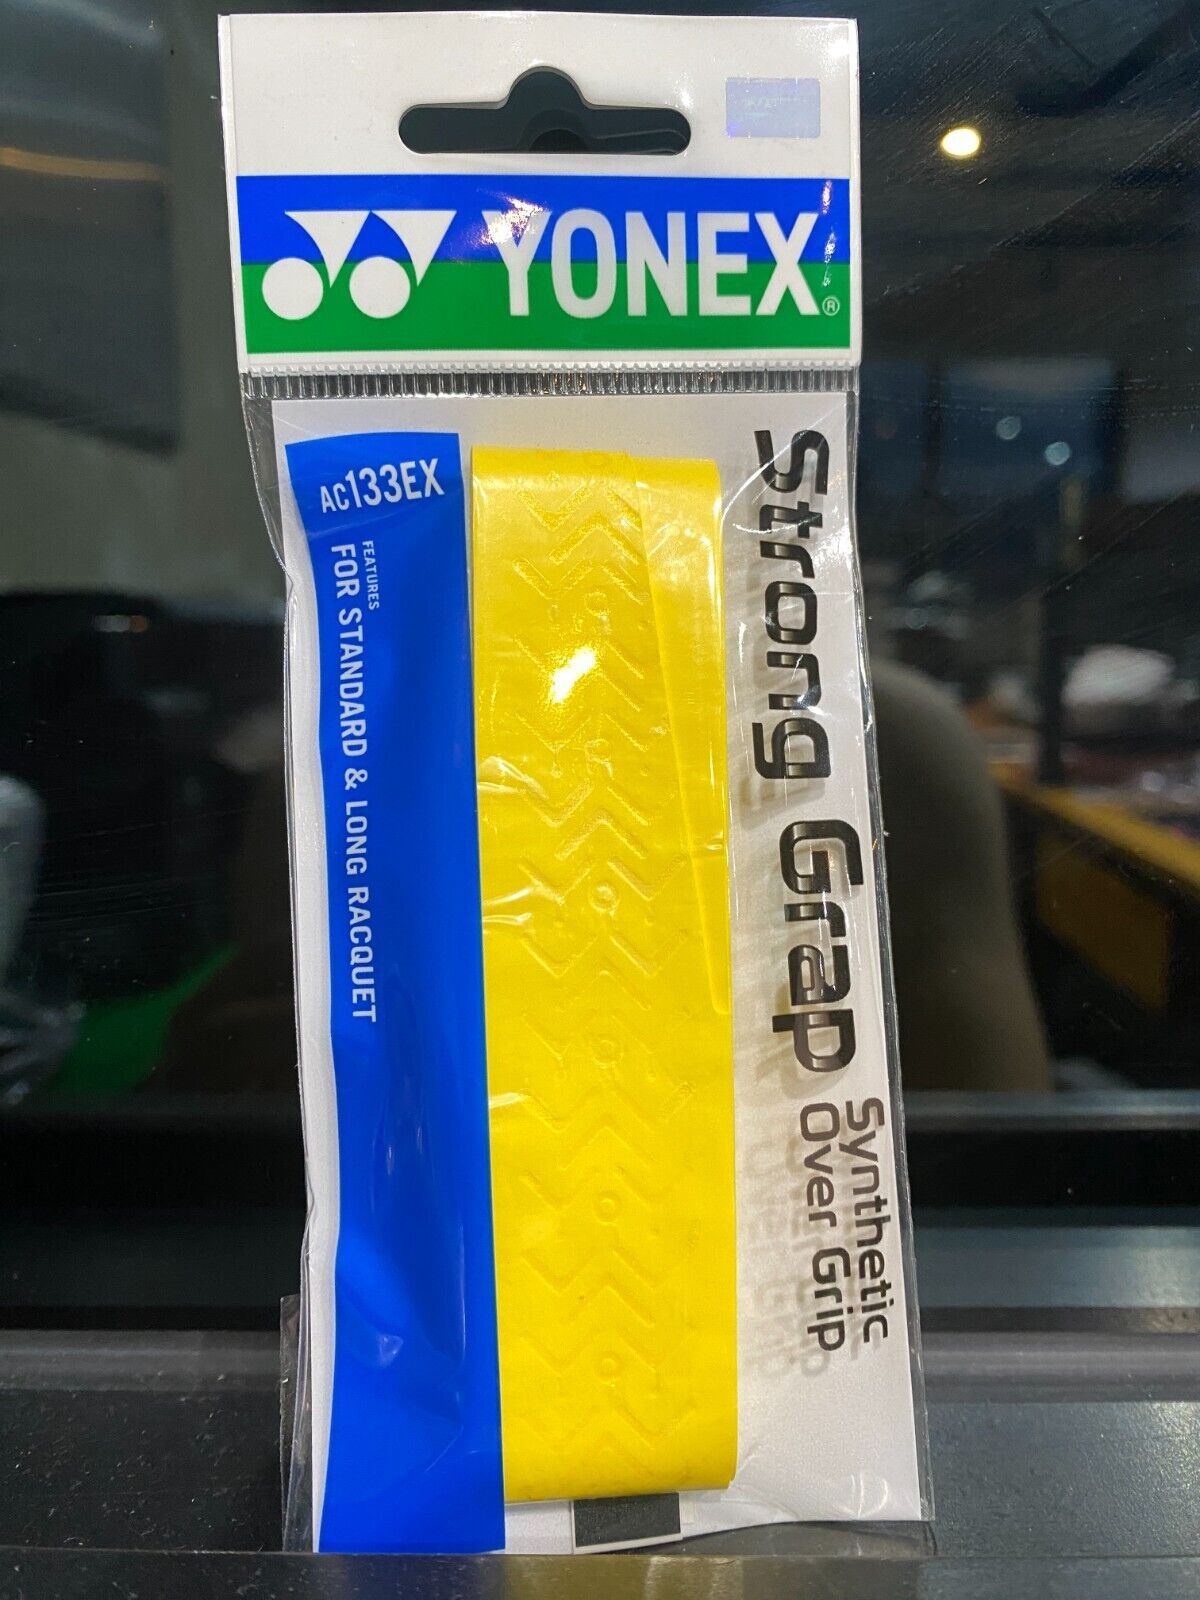 YONEX®
AC133EX
FEATURES
FOR STANDARD & LONG RACQUET
Strong Grap
Synthetic
Over Grip